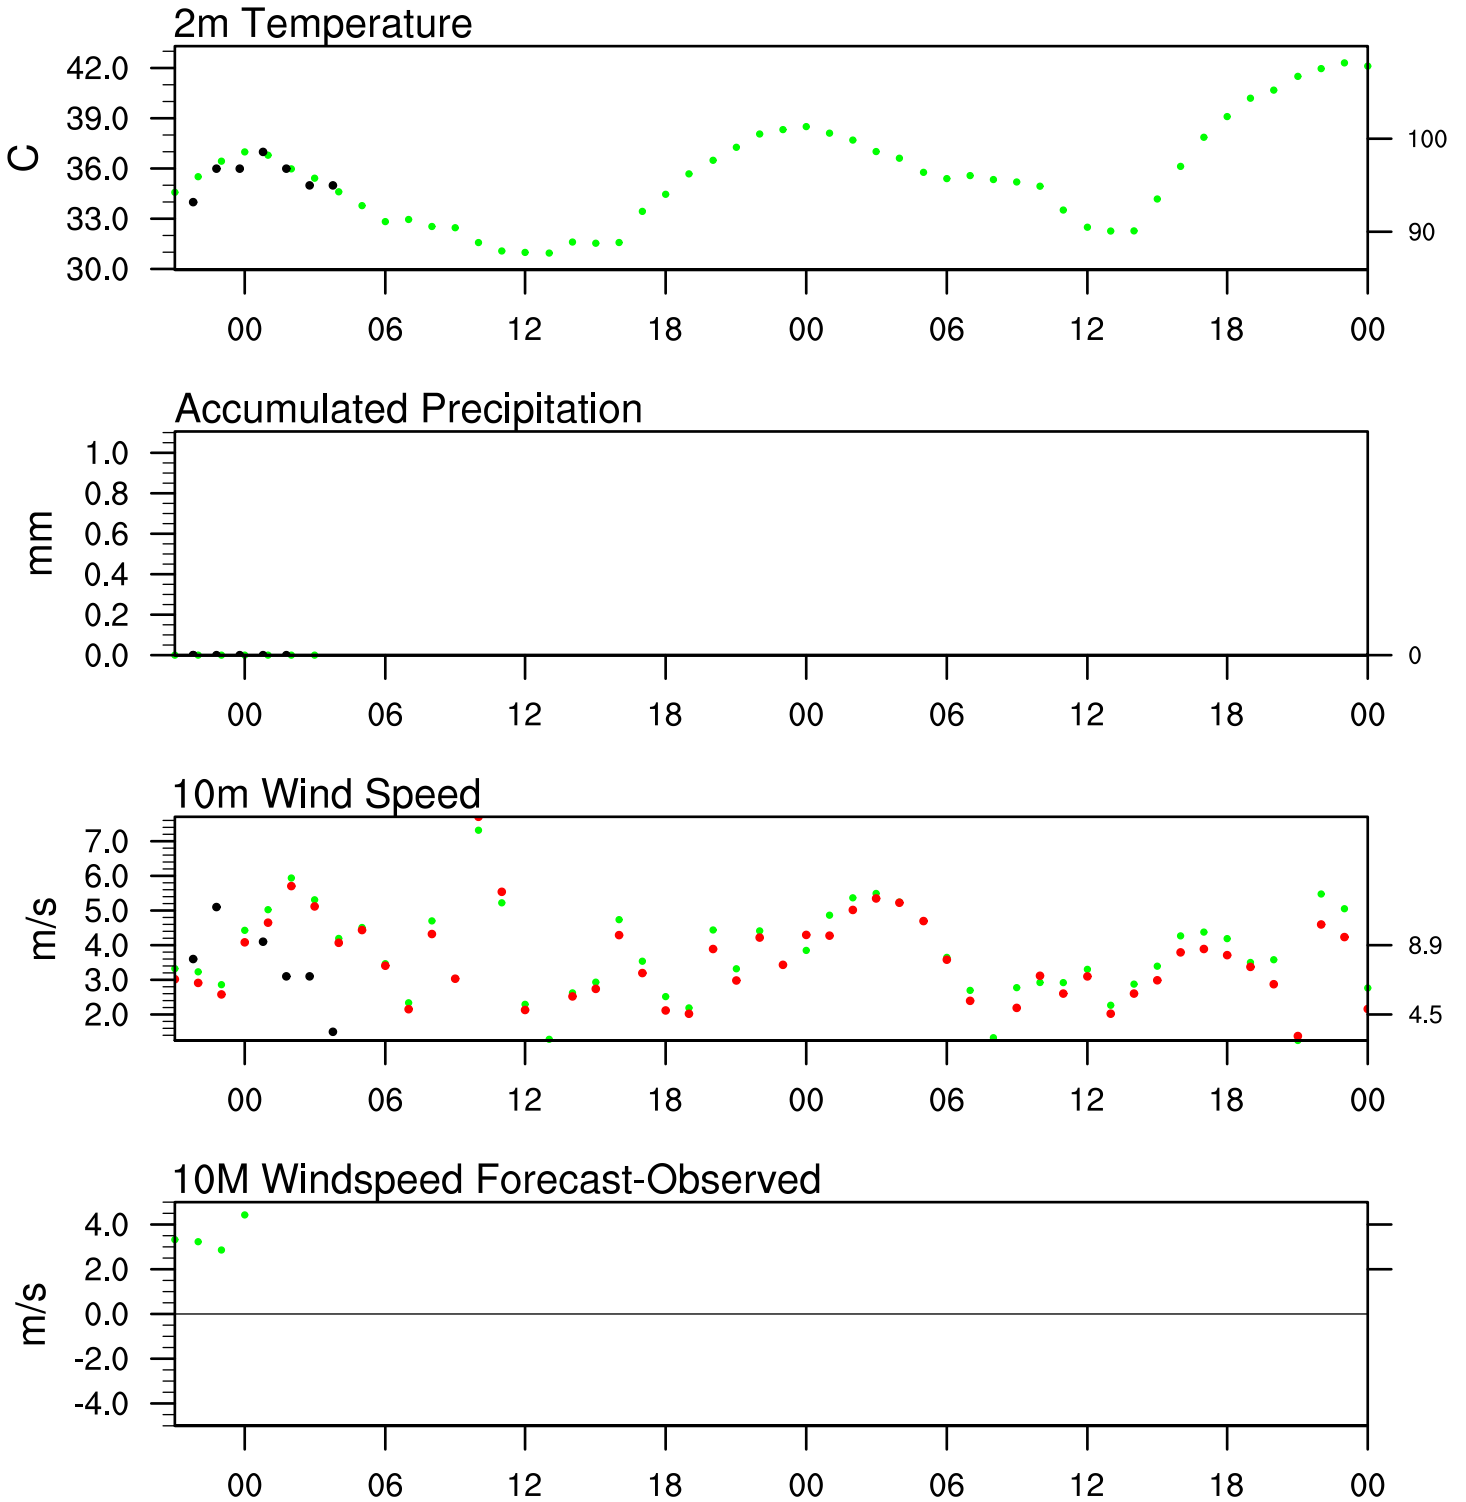 2m Temperature
42.0
39.0
36.0
33.0
30.0
C
100
90
00 06 12 18 00 06 12 18 00
Accumulated Precipitation
1.0
0.8
0.6
0.4
0.2
0.0
mm
0
00 06 12 18 00 06 12 18 00
10m Wind Speed
7.0
6.0
5.0
4.0
3.0
2.0
m/s
8.9
4.5
00 06 12 18 00 06 12 18 00
10M Windspeed Forecast-Observed
4.0
2.0
0.0
-2.0
-4.0
m/s
00 06 12 18 00 06 12 18 00